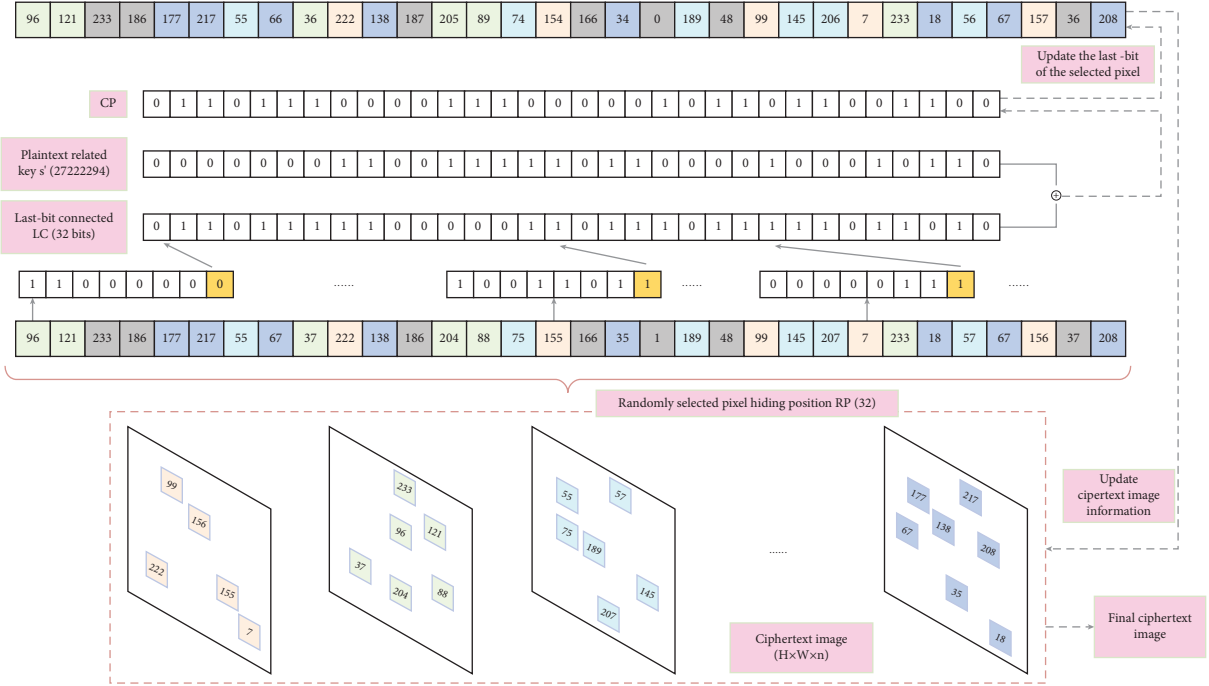 96 121 233 186 177 217 55 66 36 222 138 187 205 89 74 154 166 34 0 189 48 99 145 206 7 233 18 56 67 157 36 208
Update the last -bit
of the selected pixel
CP
0 1 1 0 1 1 1 0 0 0 0 1 1 1 0 0 0 0 0 1 0 1 1 0 1 1 0 0 1 1 0 0
Plaintext related
key s' (27222294)
0 0 0 0 0 0 0 1 1 0 0 1 1 1 1 1 0 1 1 0 0 0 0 1 0 0 0 1 0 1 1 0
Last-bit connected
LC (32 bits)
0 1 1 0 1 1 1 1 1 0 0 0 0 0 1 1 0 1 1 1 0 1 1 1 1 1 0 1 1 0 1 0
1 1 0 0 0 0 0 0
......
1 0 0 1 1 0 1 1
......
0 0 0 0 0 1 1 1
......
96 121 233 186 177 217 55 67 37 222 138 186 204 88 75 155 166 35 1 189 48 99 145 207 7 233 18 57 67 156 37 208
Randomly selected pixel hiding position RP (32)
99
156
222
155
7
233
96
121
37
204
88
55
57
75
189
145
207
......
177
217
67
138
208
35
18
Update
cipertext image
information
Ciphertext image
(H×W×n)
Final ciphertext
image